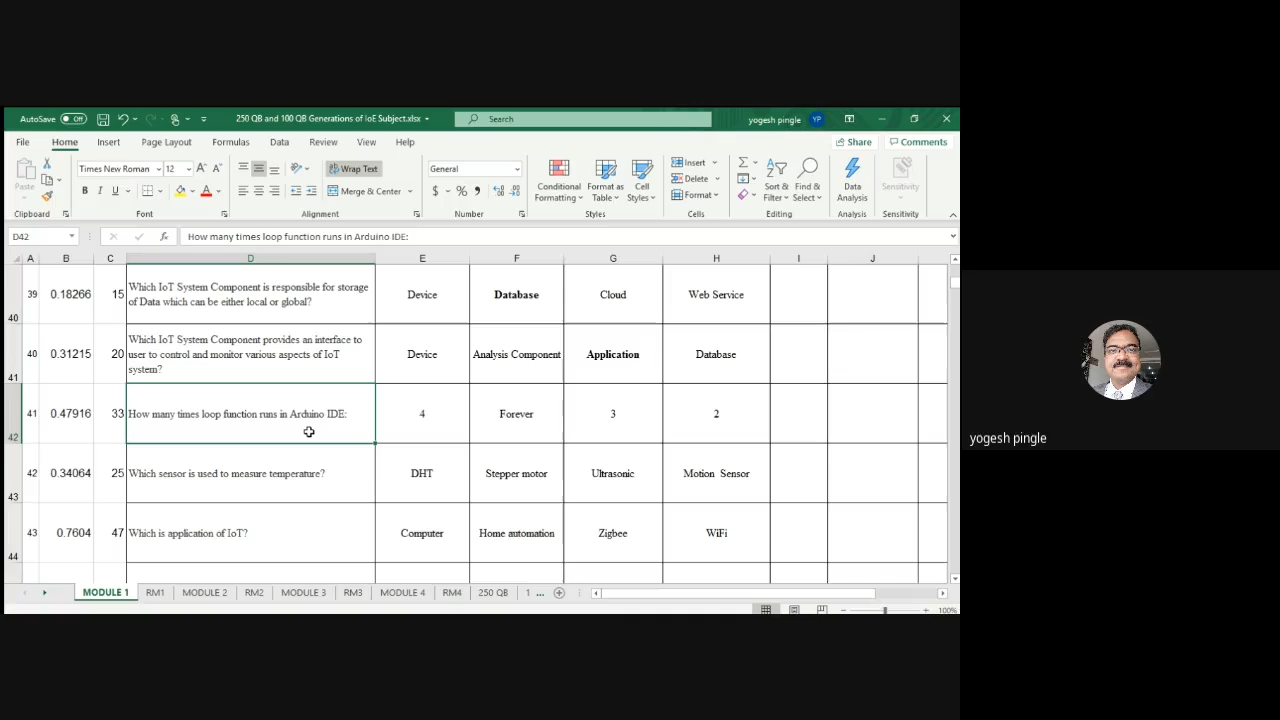 AutoSave Off 250 QB and 100 QB Generations of IoE Subject.xlsx Search yogesh pingle YP
File Home Insert Page Layout Formulas Data Review View Help Share Comments
Paste Times New Roman 12 A A Wrap Text General Conditional Formatting Format as Table Cell Styles Insert Σ Sort & Filter Find & Select Data Analysis Sensitivity
Delete
B I U A Merge & Center $ % Format
Clipboard Font Alignment Number Styles Cells Editing Analysis Sensitivity
D42 fx How many times loop function runs in Arduino IDE:
A B C D E F G H I J
40 39 0.18266 15 Which IoT System Component is responsible for storage
of Data which can be either local or global? Device Database Cloud Web Service
41 40 0.31215 20 Which IoT System Component provides an interface to
user to control and monitor various aspects of IoT
system? Device Analysis Component Application Database
42 41 0.47916 33 How many times loop function runs in Arduino IDE: 4 Forever 3 2
43 42 0.34064 25 Which sensor is used to measure temperature? DHT Stepper motor Ultrasonic Motion Sensor
44 43 0.7604 47 Which is application of IoT? Computer Home automation Zigbee WiFi
MODULE 1 RM1 MODULE 2 RM2 MODULE 3 RM3 MODULE 4 RM4 250 QB 1 ...
100%
yogesh pingle